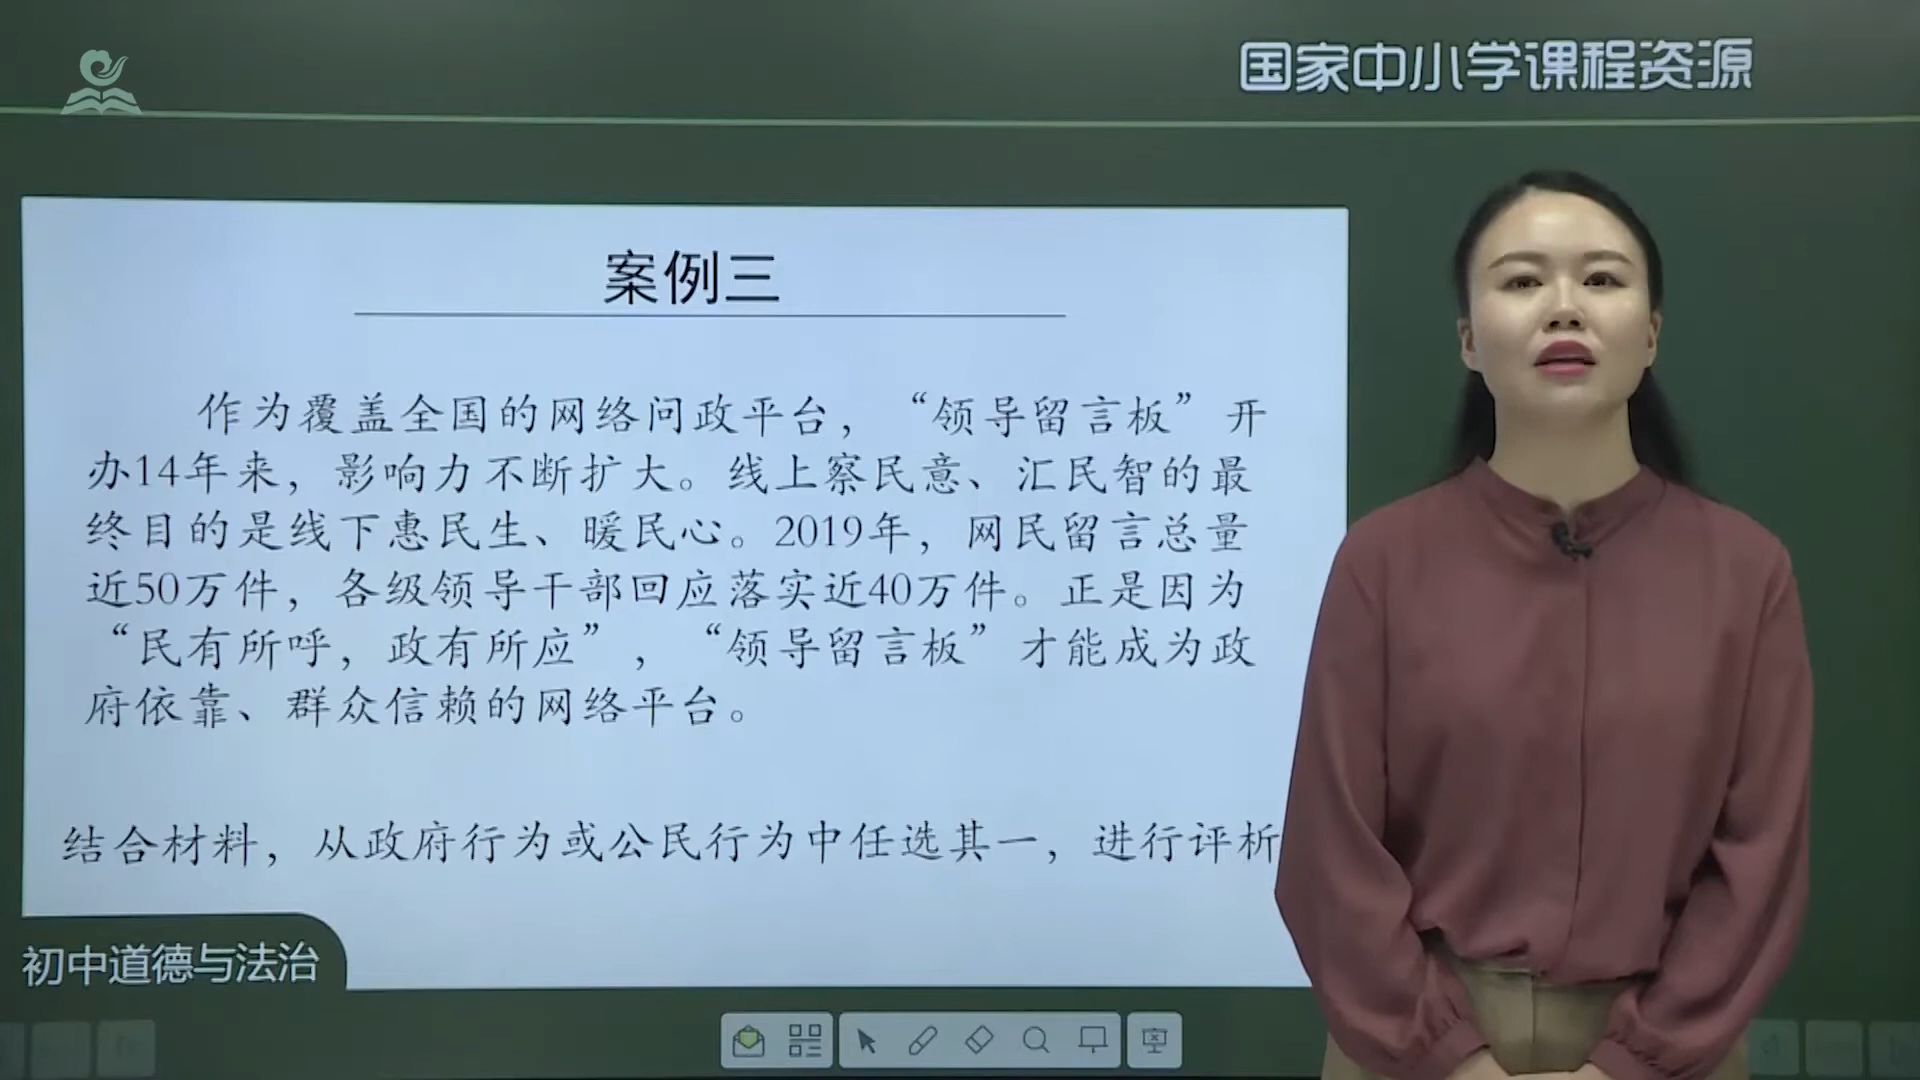 国家中小学课程资源
案例三
作为覆盖全国的网络问政平台，“领导留言板”开
办14年来，影响力不断扩大。线上察民意、汇民智的最
终目的是线下惠民生、暖民心。2019年，网民留言总量
近50万件，各级领导干部回应落实近40万件。正是因为
“民有所呼，政有所应”，“领导留言板”才能成为政
府依靠、群众信赖的网络平台。
结合材料，从政府行为或公民行为中任选其一，进行评析
初中道德与法治